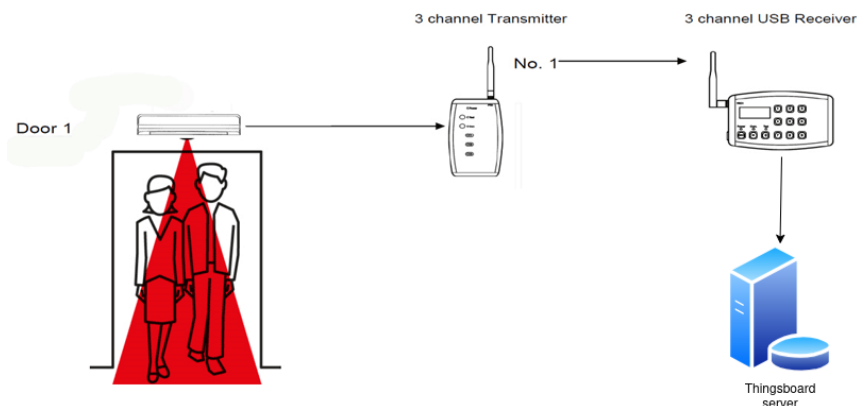 3 channel Transmitter
3 channel USB Receiver
No. 1
Door 1
Thingsboard
server